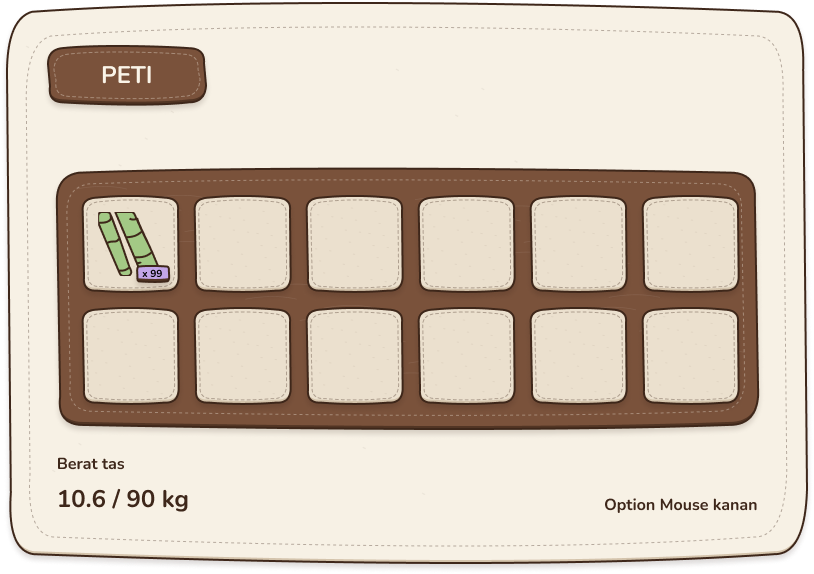 PETI
x 99
Berat tas
10.6 / 90 kg
Option Mouse kanan